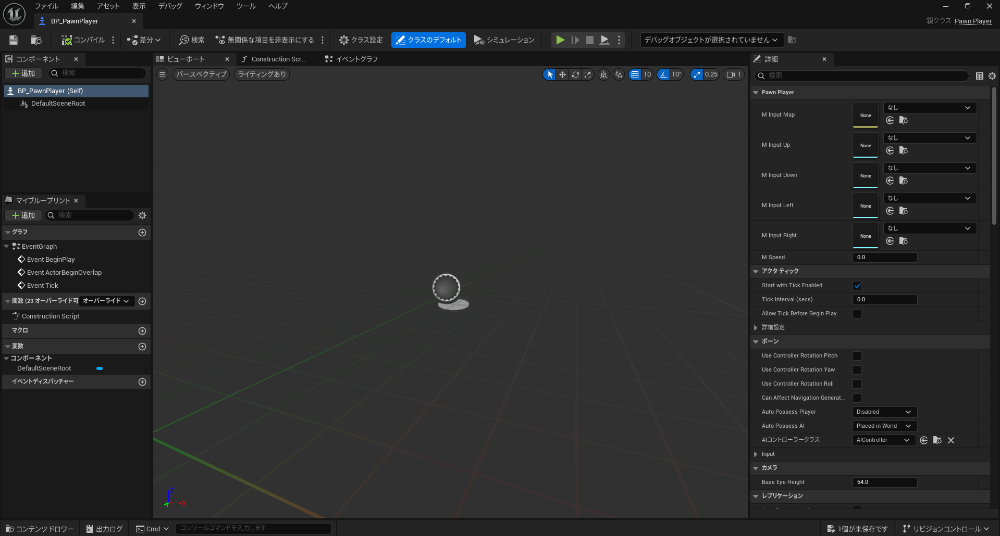 ファイル 編集 アセット 表示 デバッグ ウィンドウ ツール ヘルプ
BP_PawnPlayer
親クラス Pawn Player
コンパイル 差分 検索 無関係な項目を非表示にする クラス設定 クラスのデフォルト シミュレーション デバッグオブジェクトが選択されていません
コンポーネント
追加 検索
BP_PawnPlayer (Self)
DefaultSceneRoot
マイブループリント
追加 検索
グラフ
EventGraph
Event BeginPlay
Event ActorBeginOverlap
Event Tick
関数 (23 オーバーライド可 オーバーライド
Construction Script
マクロ
変数
コンポーネント
DefaultSceneRoot
イベントディスパッチャー
ビューポート Construction Scr... イベントグラフ
パースペクティブ ライティングあり 10 10° 0.25 1
Z
Y X
詳細
検索
Pawn Player
M Input Map None なし
M Input Up None なし
M Input Down None なし
M Input Left None なし
M Input Right None なし
M Speed 0.0
アクタ ティック
Start with Tick Enabled
Tick Interval (secs) 0.0
Allow Tick Before Begin Play
詳細設定
ポーン
Use Controller Rotation Pitch
Use Controller Rotation Yaw
Use Controller Rotation Roll
Can Affect Navigation Generat...
Auto Possess Player Disabled
Auto Possess AI Placed in World
AIコントローラークラス AIController
Input
カメラ
Base Eye Height 64.0
レプリケーション
コンテンツ ドロワー 出力ログ Cmd コンソールコマンドを入力します 1個が未保存です リビジョンコントロール